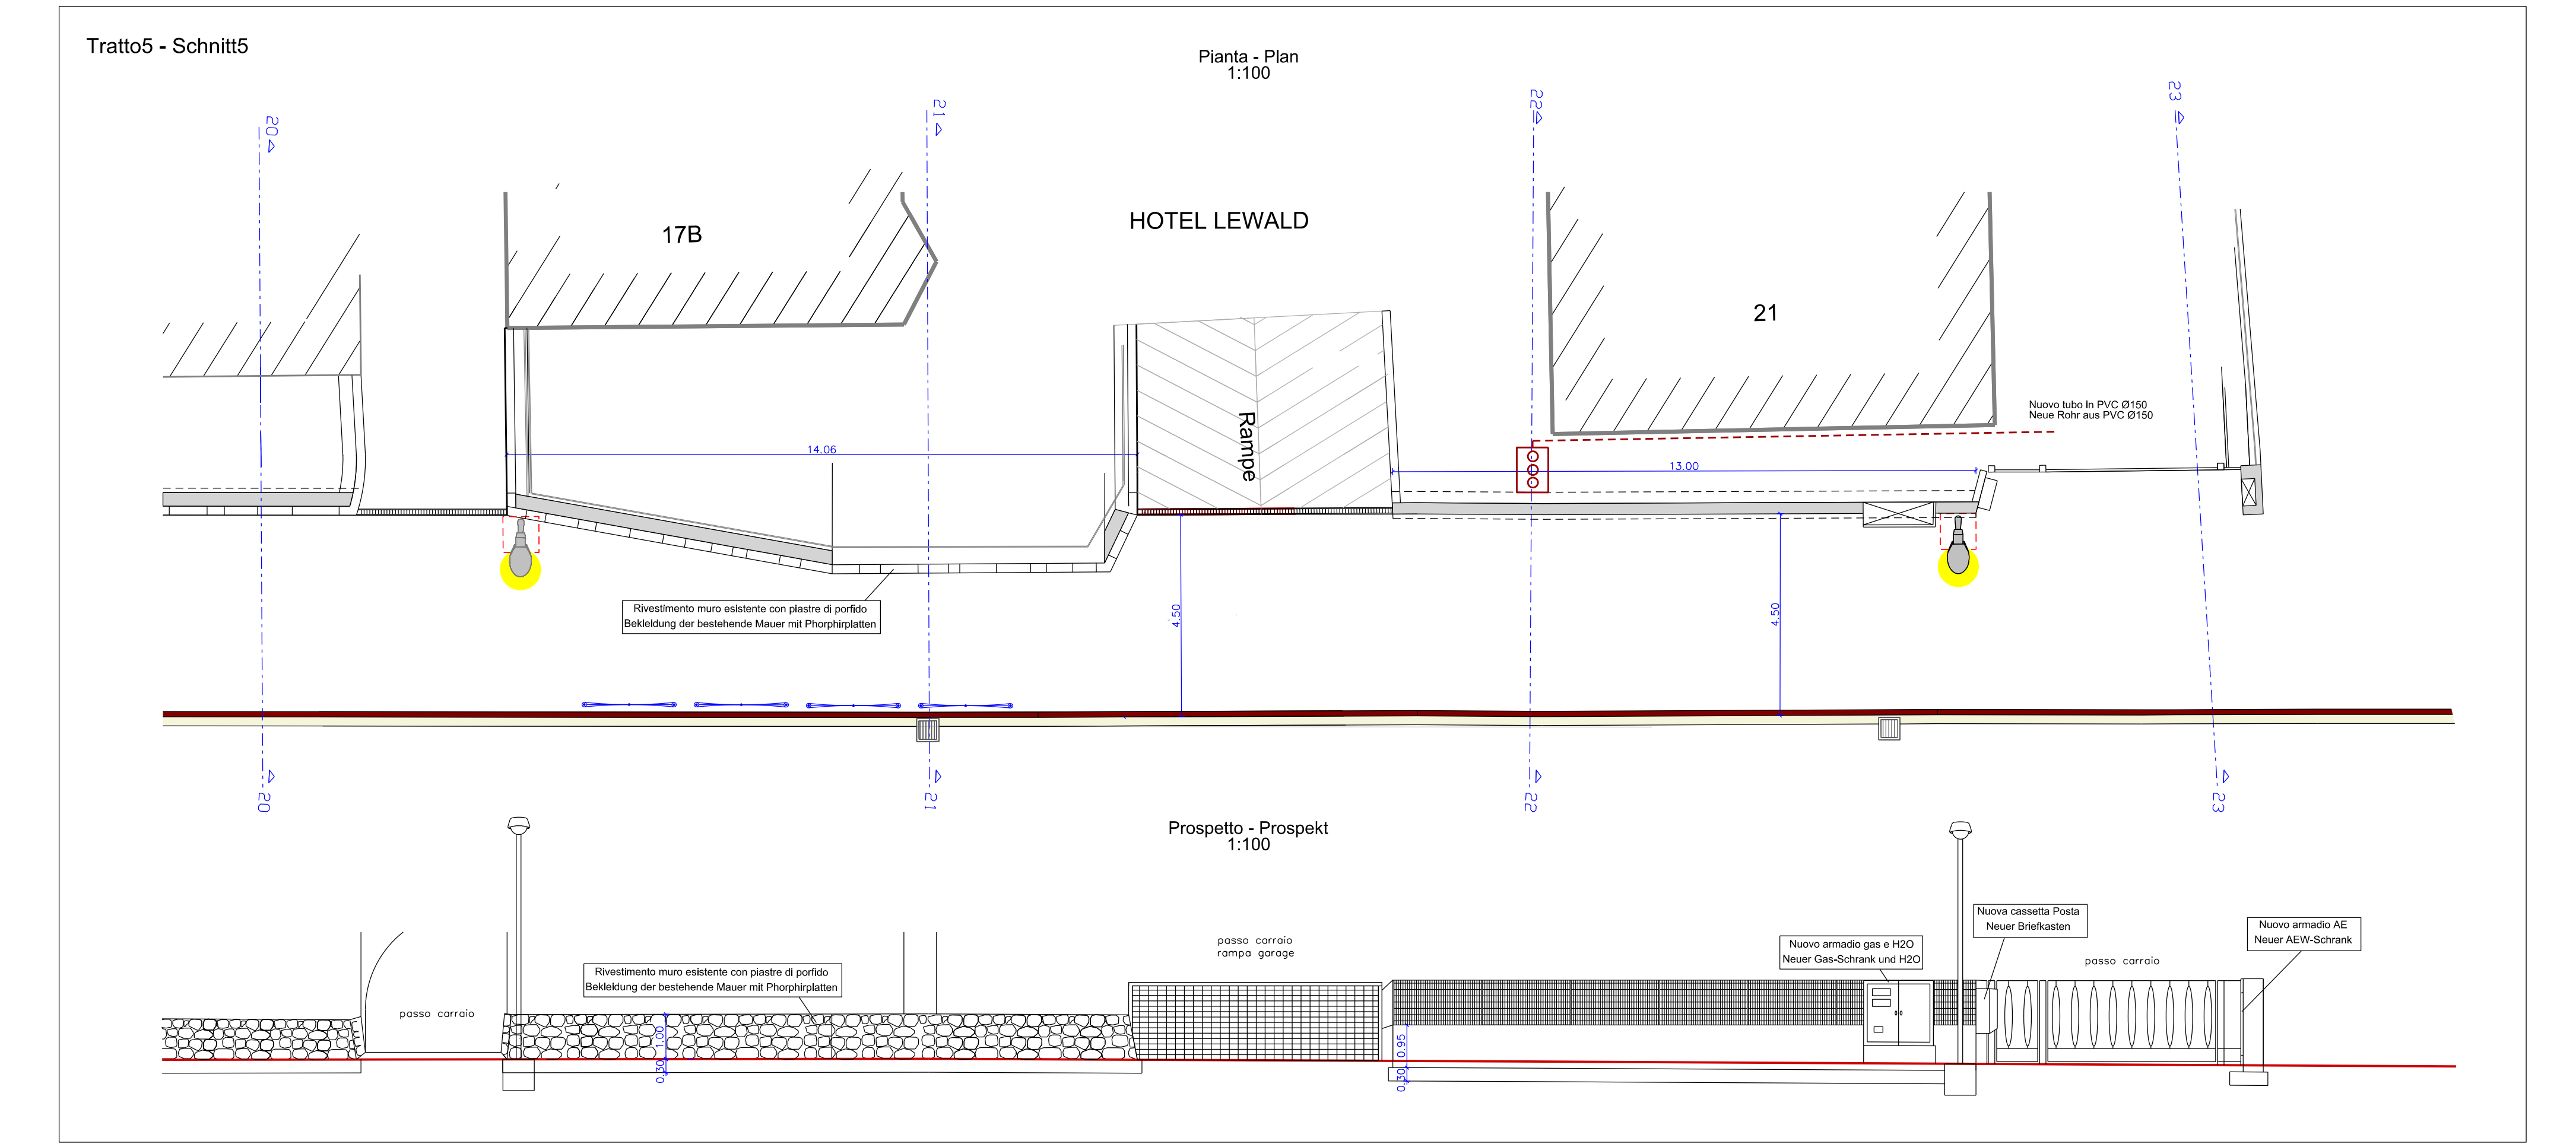 Tratto5 - Schnitt5
Pianta - Plan
1:100
20
21
22
23
17B
HOTEL LEWALD
21
Rampe
Nuovo tubo in PVC Ø150
Neue Rohr aus PVC Ø150
14.06
13.00
4.50
4.50
Rivestimento muro esistente con piastre di porfido
Bekleidung der bestehende Mauer mit Phorphirplatten
20
21
22
23
Prospetto - Prospekt
1:100
passo carraio
Rivestimento muro esistente con piastre di porfido
Bekleidung der bestehende Mauer mit Phorphirplatten
1.00
0.30
passo carraio
rampa garage
0.95
0.30
Nuovo armadio gas e H2O
Neuer Gas-Schrank und H2O
Nuova cassetta Posta
Neuer Briefkasten
passo carraio
Nuovo armadio AE
Neuer AEW-Schrank